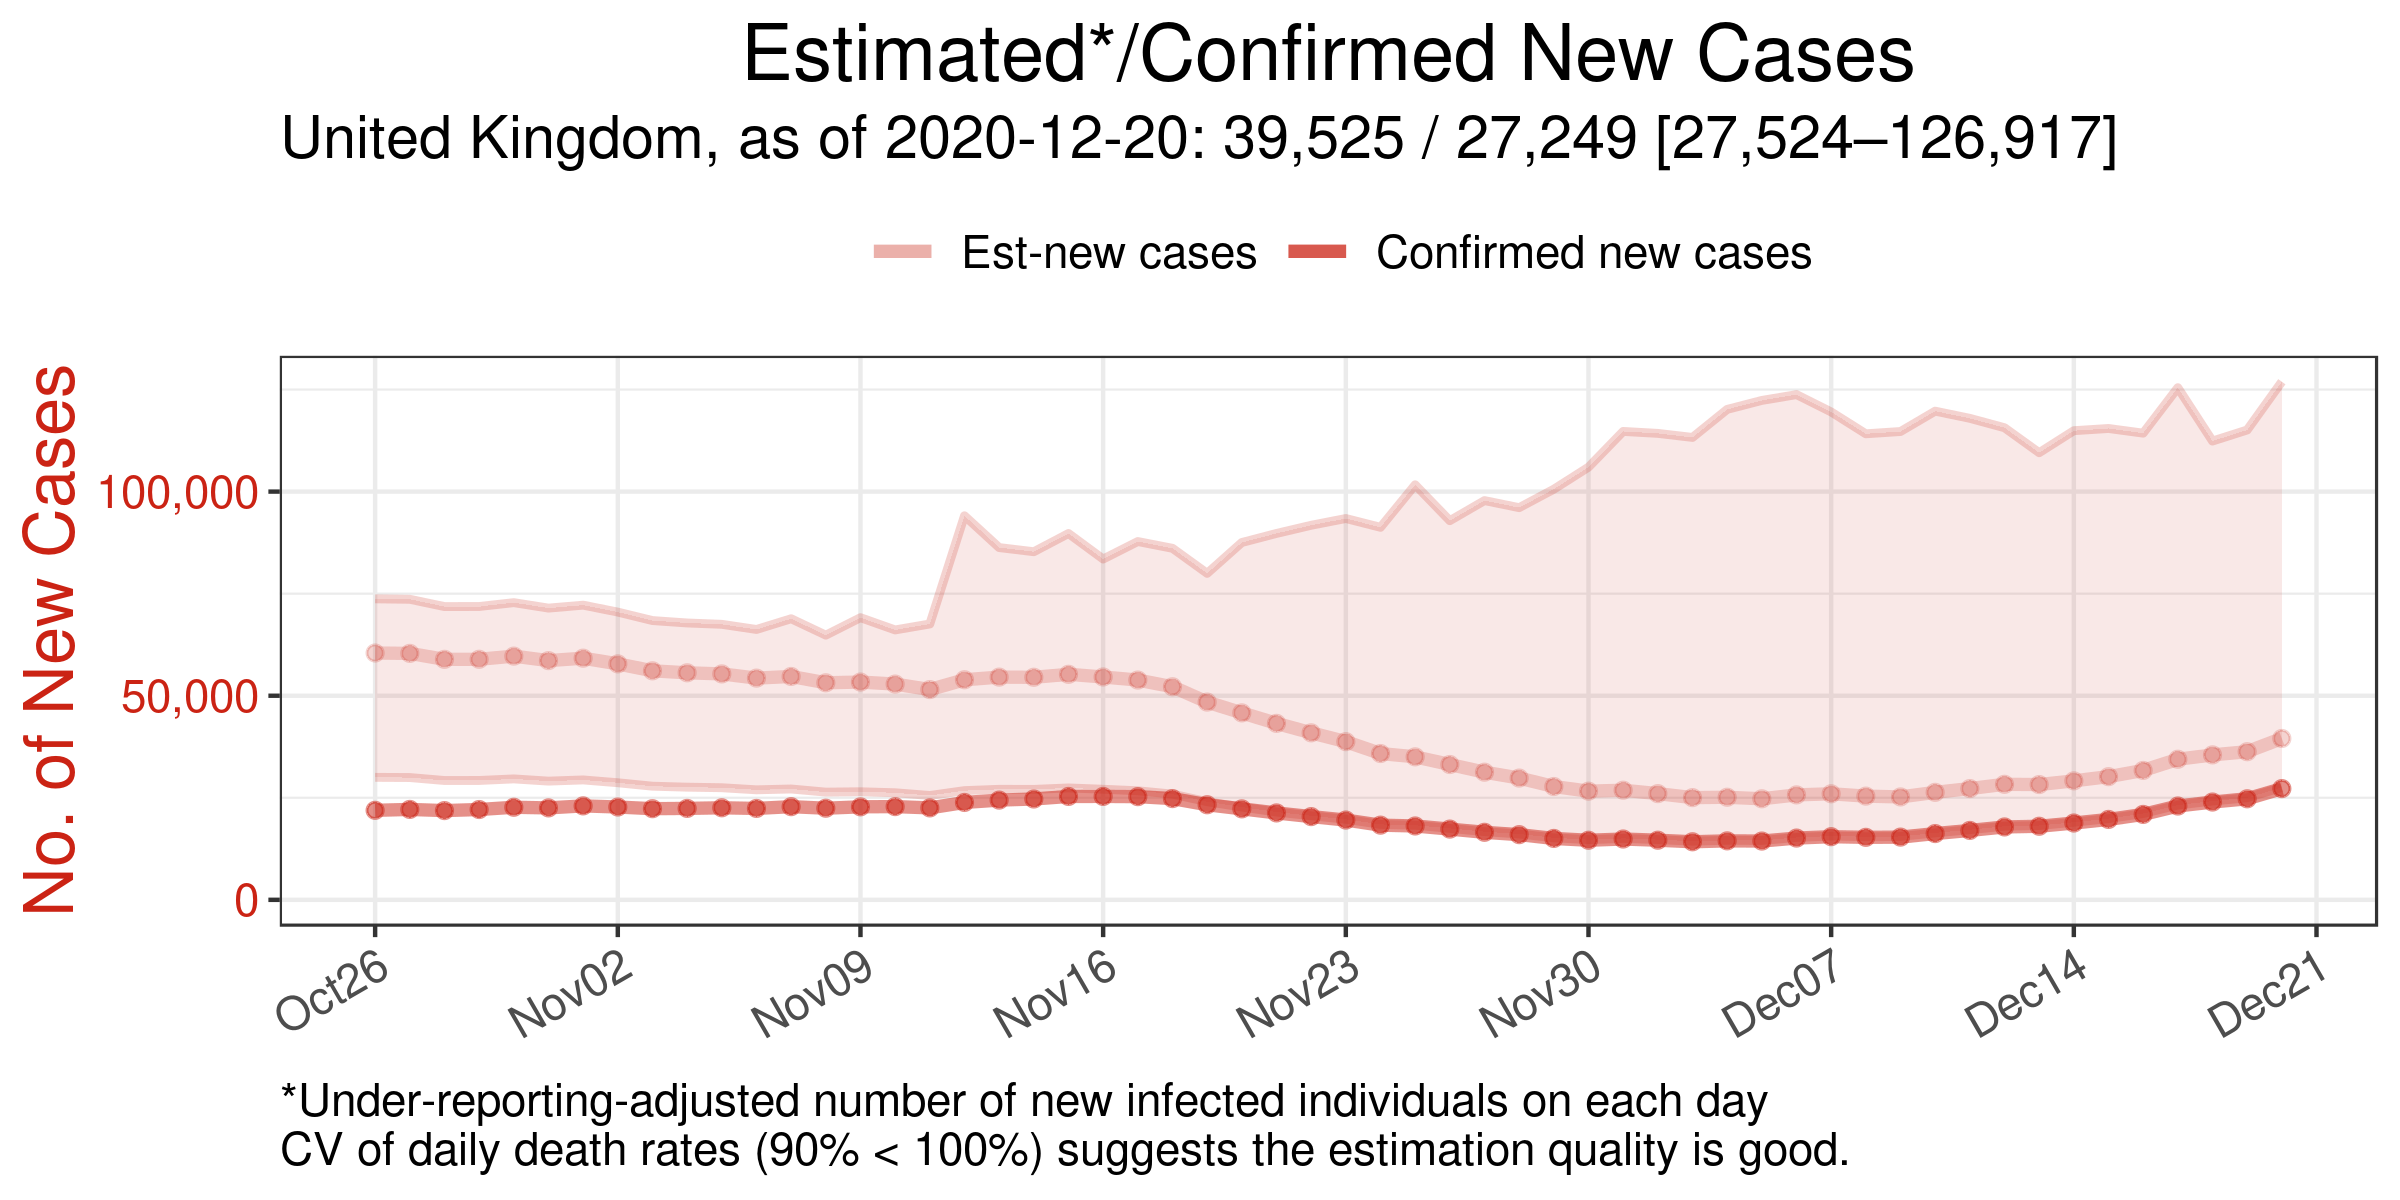 Estimated*/Confirmed New Cases
United Kingdom, as of 2020-12-20: 39,525 / 27,249 [27,524–126,917]
Est-new cases
Confirmed new cases
No. of New Cases
100,000
50,000
0
Oct26
Nov02
Nov09
Nov16
Nov23
Nov30
Dec07
Dec14
Dec21
*Under-reporting-adjusted number of new infected individuals on each day
CV of daily death rates (90% < 100%) suggests the estimation quality is good.